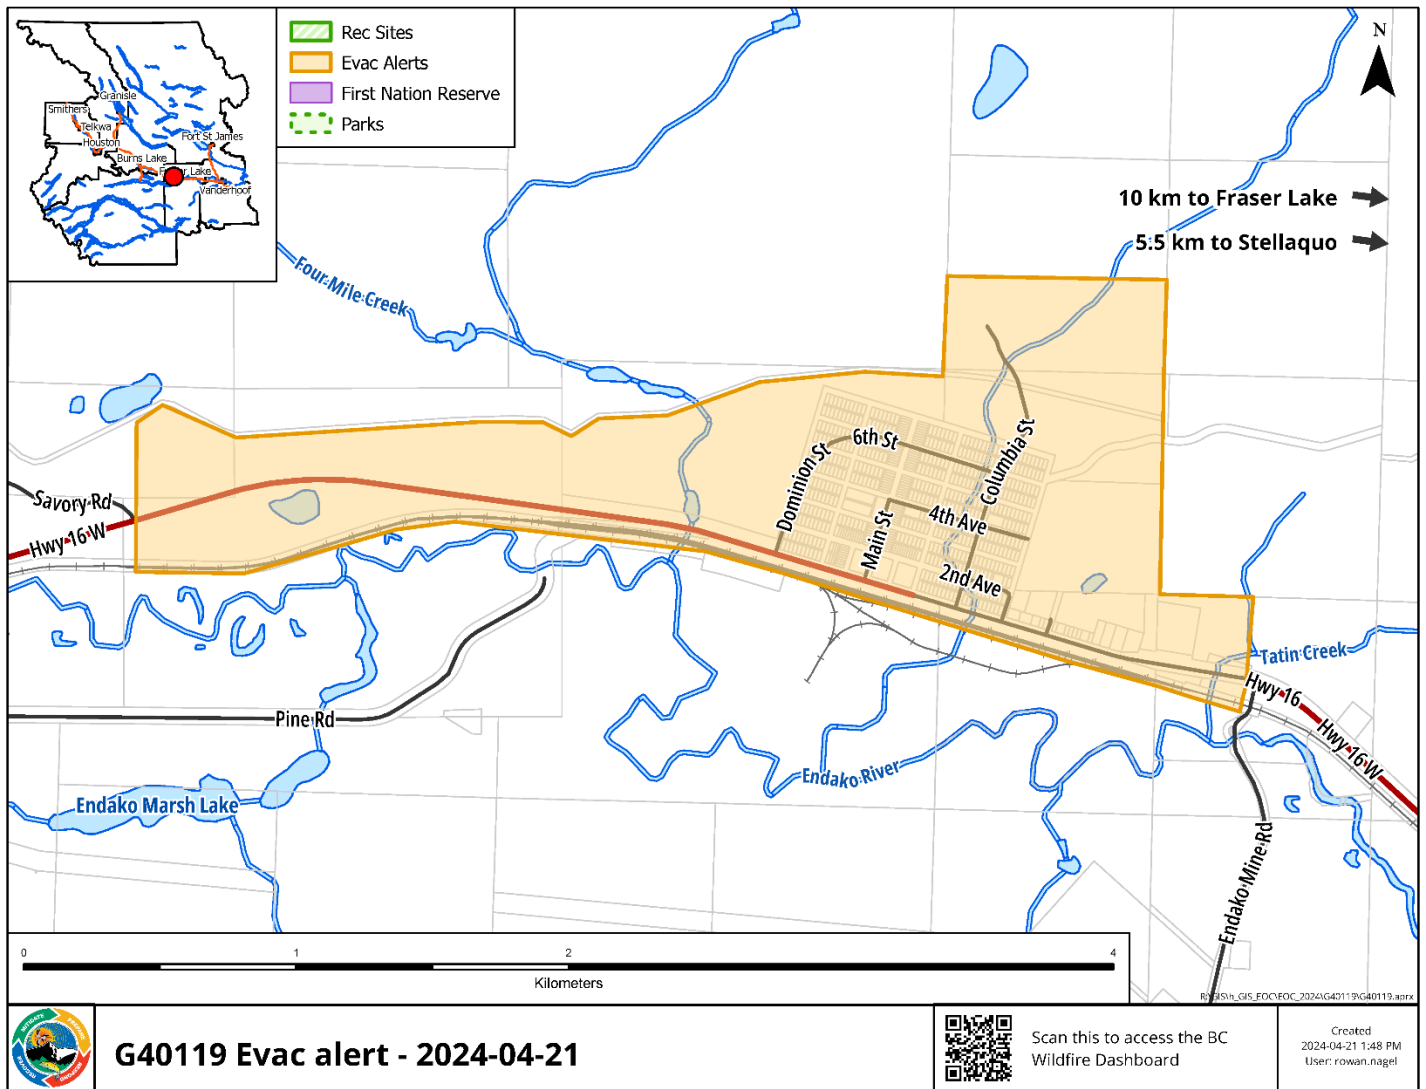 Rec Sites
Evac Alerts
First Nation Reserve
Parks
Granisle
Smithers
Telkwa
Houston
Fort St James
Burns Lake
Vanderhoof
N
10 km to Fraser Lake
5.5 km to Stellaquo
Four Mile Creek
Savory Rd
Hwy 16 W
Dominion St
6th St
Columbia St
Main St
4th Ave
2nd Ave
Pine Rd
Tatin Creek
Hwy 16
Hwy 16 W
Endako River
Endako Marsh Lake
Endako Mine Rd
0 1 2 4
Kilometers
G40119 Evac alert - 2024-04-21
MITIGATE
PREPARE
RESPOND
RECOVER
Scan this to access the BC
Wildfire Dashboard
Created
2024-04-21 1:48 PM
User: rowan.nagel